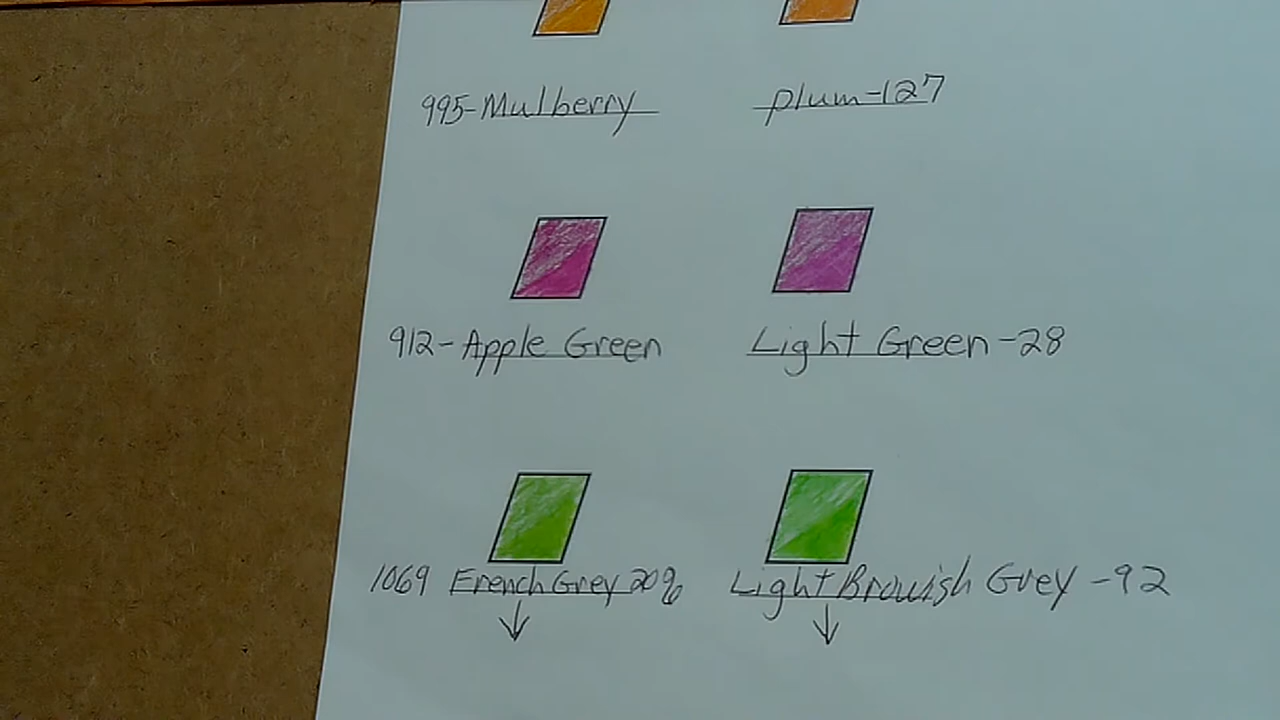 995-Mulberry plum-127
912-Apple Green Light Green-28
1069 French Grey 20% Light Browish Grey-92